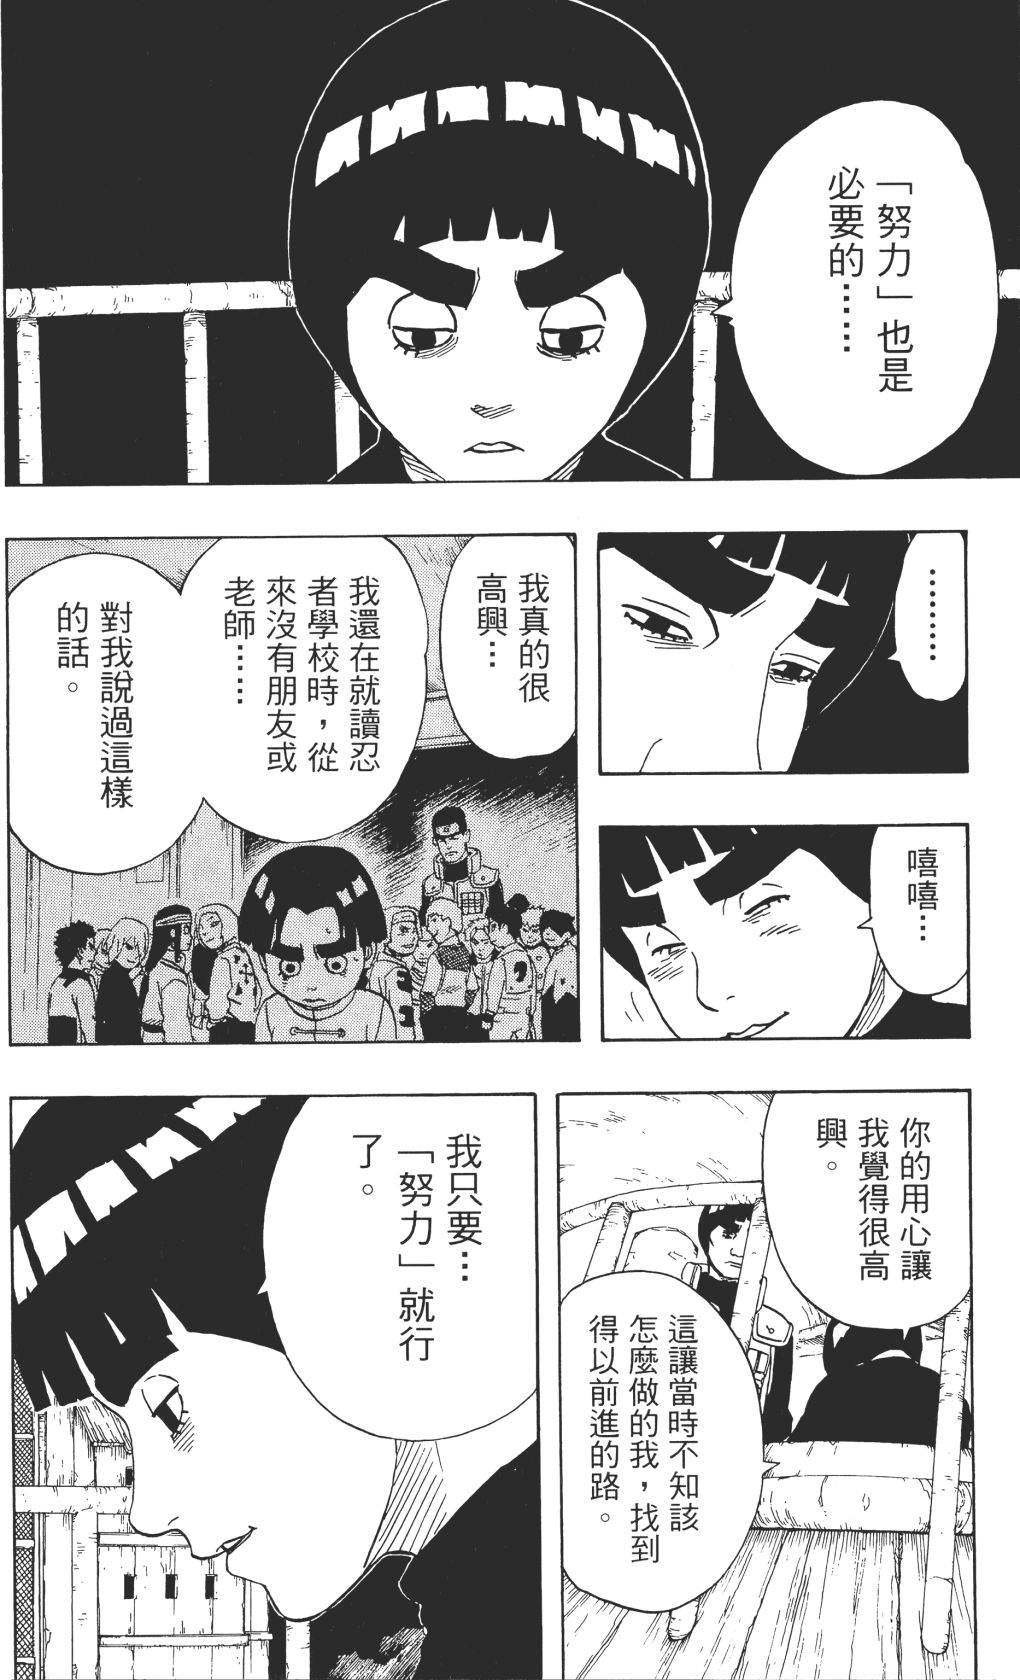 「努力」也是
必要的……
………
嘻嘻…
我真的很
高興…
我還在就讀忍
者學校時，從
來沒有朋友或
老師……
對我說過這樣
的話。
你的用心讓
我覺得很高
興。
這讓當時不知該
怎麼做的我，找到
得以前進的路。
我只要…
「努力」就行
了。